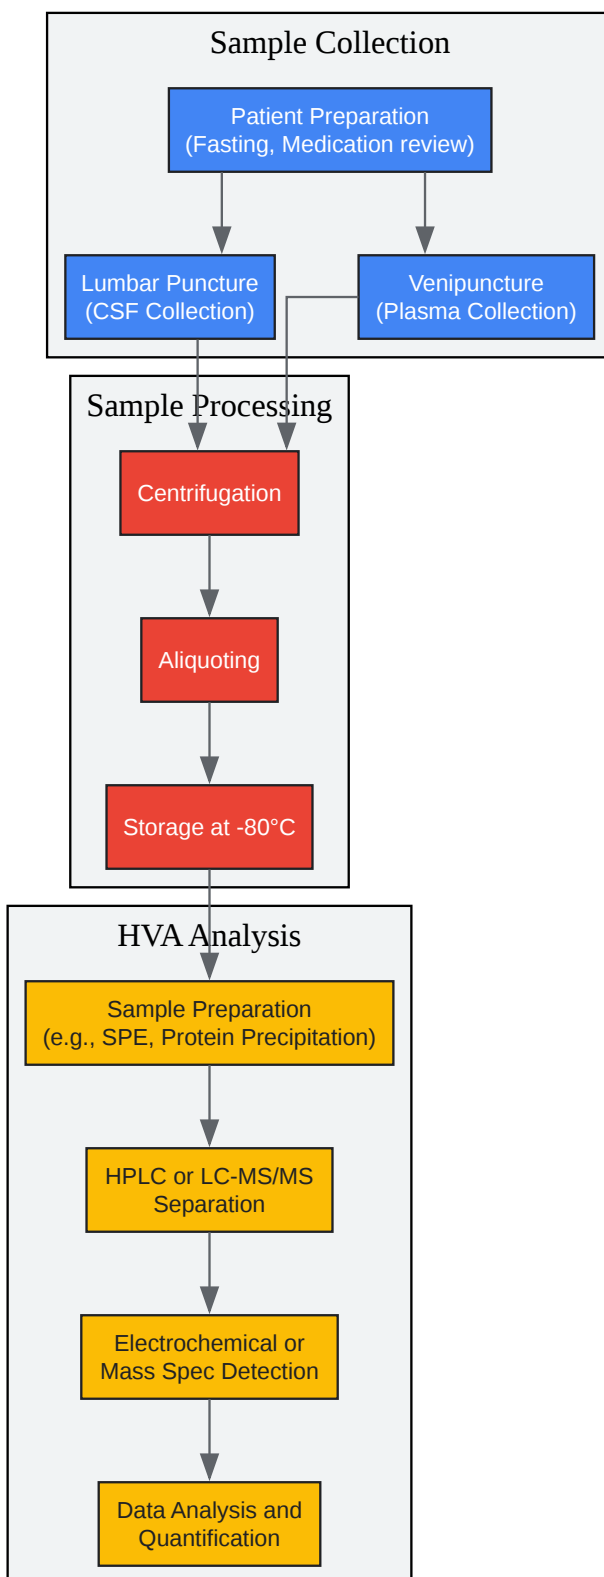 Sample Collection
Patient Preparation
(Fasting, Medication review)
Lumbar Puncture
(CSF Collection)
Venipuncture
(Plasma Collection)
Sample Processing
Centrifugation
Aliquoting
Storage at -80°C
HVA Analysis
Sample Preparation
(e.g., SPE, Protein Precipitation)
HPLC or LC-MS/MS
Separation
Electrochemical or
Mass Spec Detection
Data Analysis and
Quantification